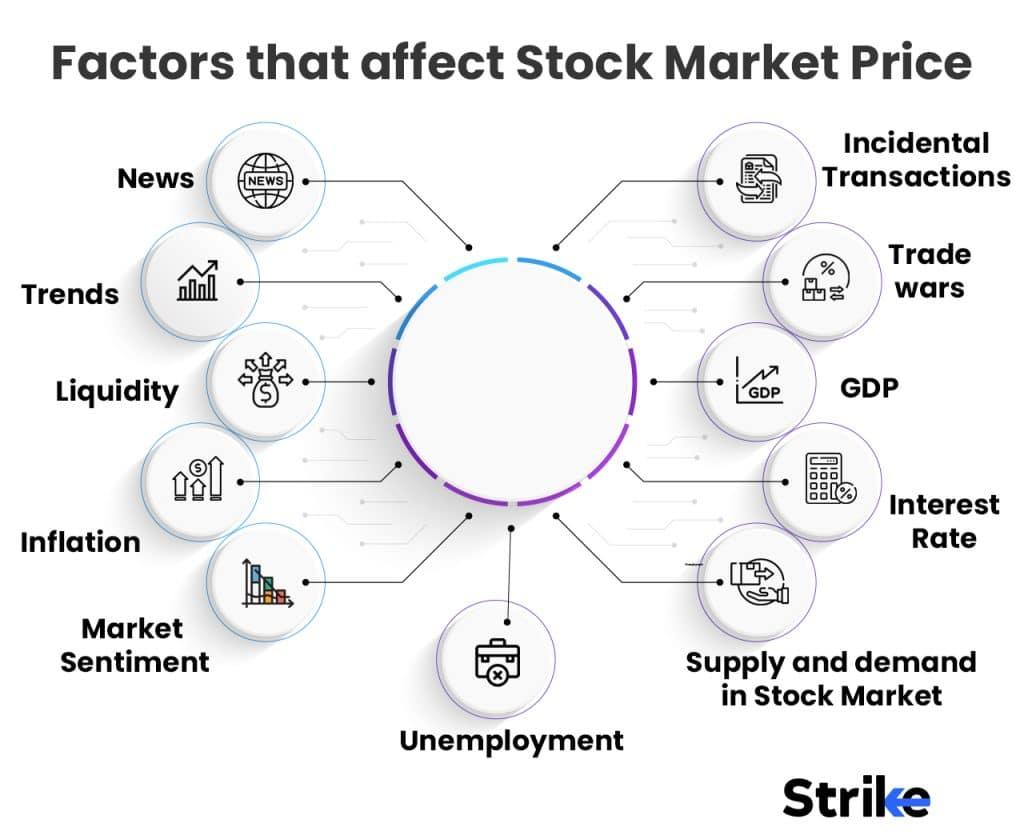 Factors that affect Stock Market Price
News
NEWS
Incidental
Transactions
Trends
%
Trade
wars
Liquidity
$
GDP
GDP
Inflation
$
%
Interest
Rate
Market
Sentiment
Supply and demand
in Stock Market
Unemployment
Strike